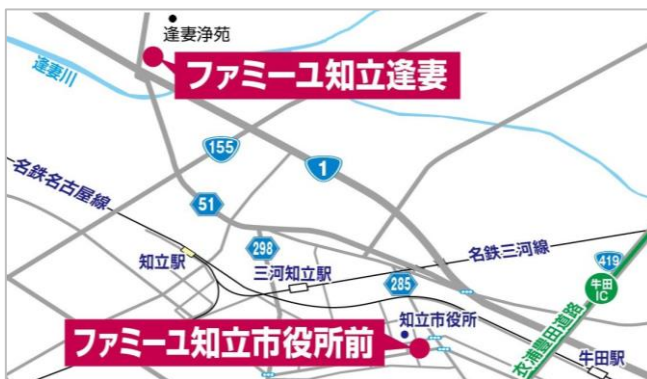 逢妻浄苑
ファミーユ知立逢妻
逢妻川
155
1
名鉄名古屋線
51
298
知立駅
三河知立駅
名鉄三河線
419
285
牛田
IC
知立市役所
ファミーユ知立市役所前
衣浦豊田道路
牛田駅